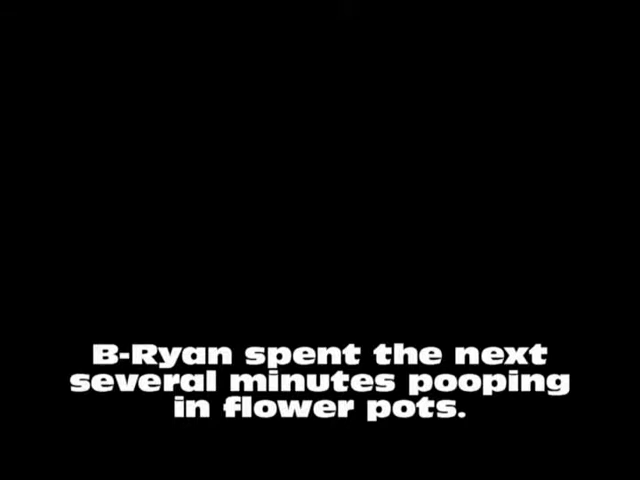 B-Ryan spent the next
several minutes pooping
in flower pots.